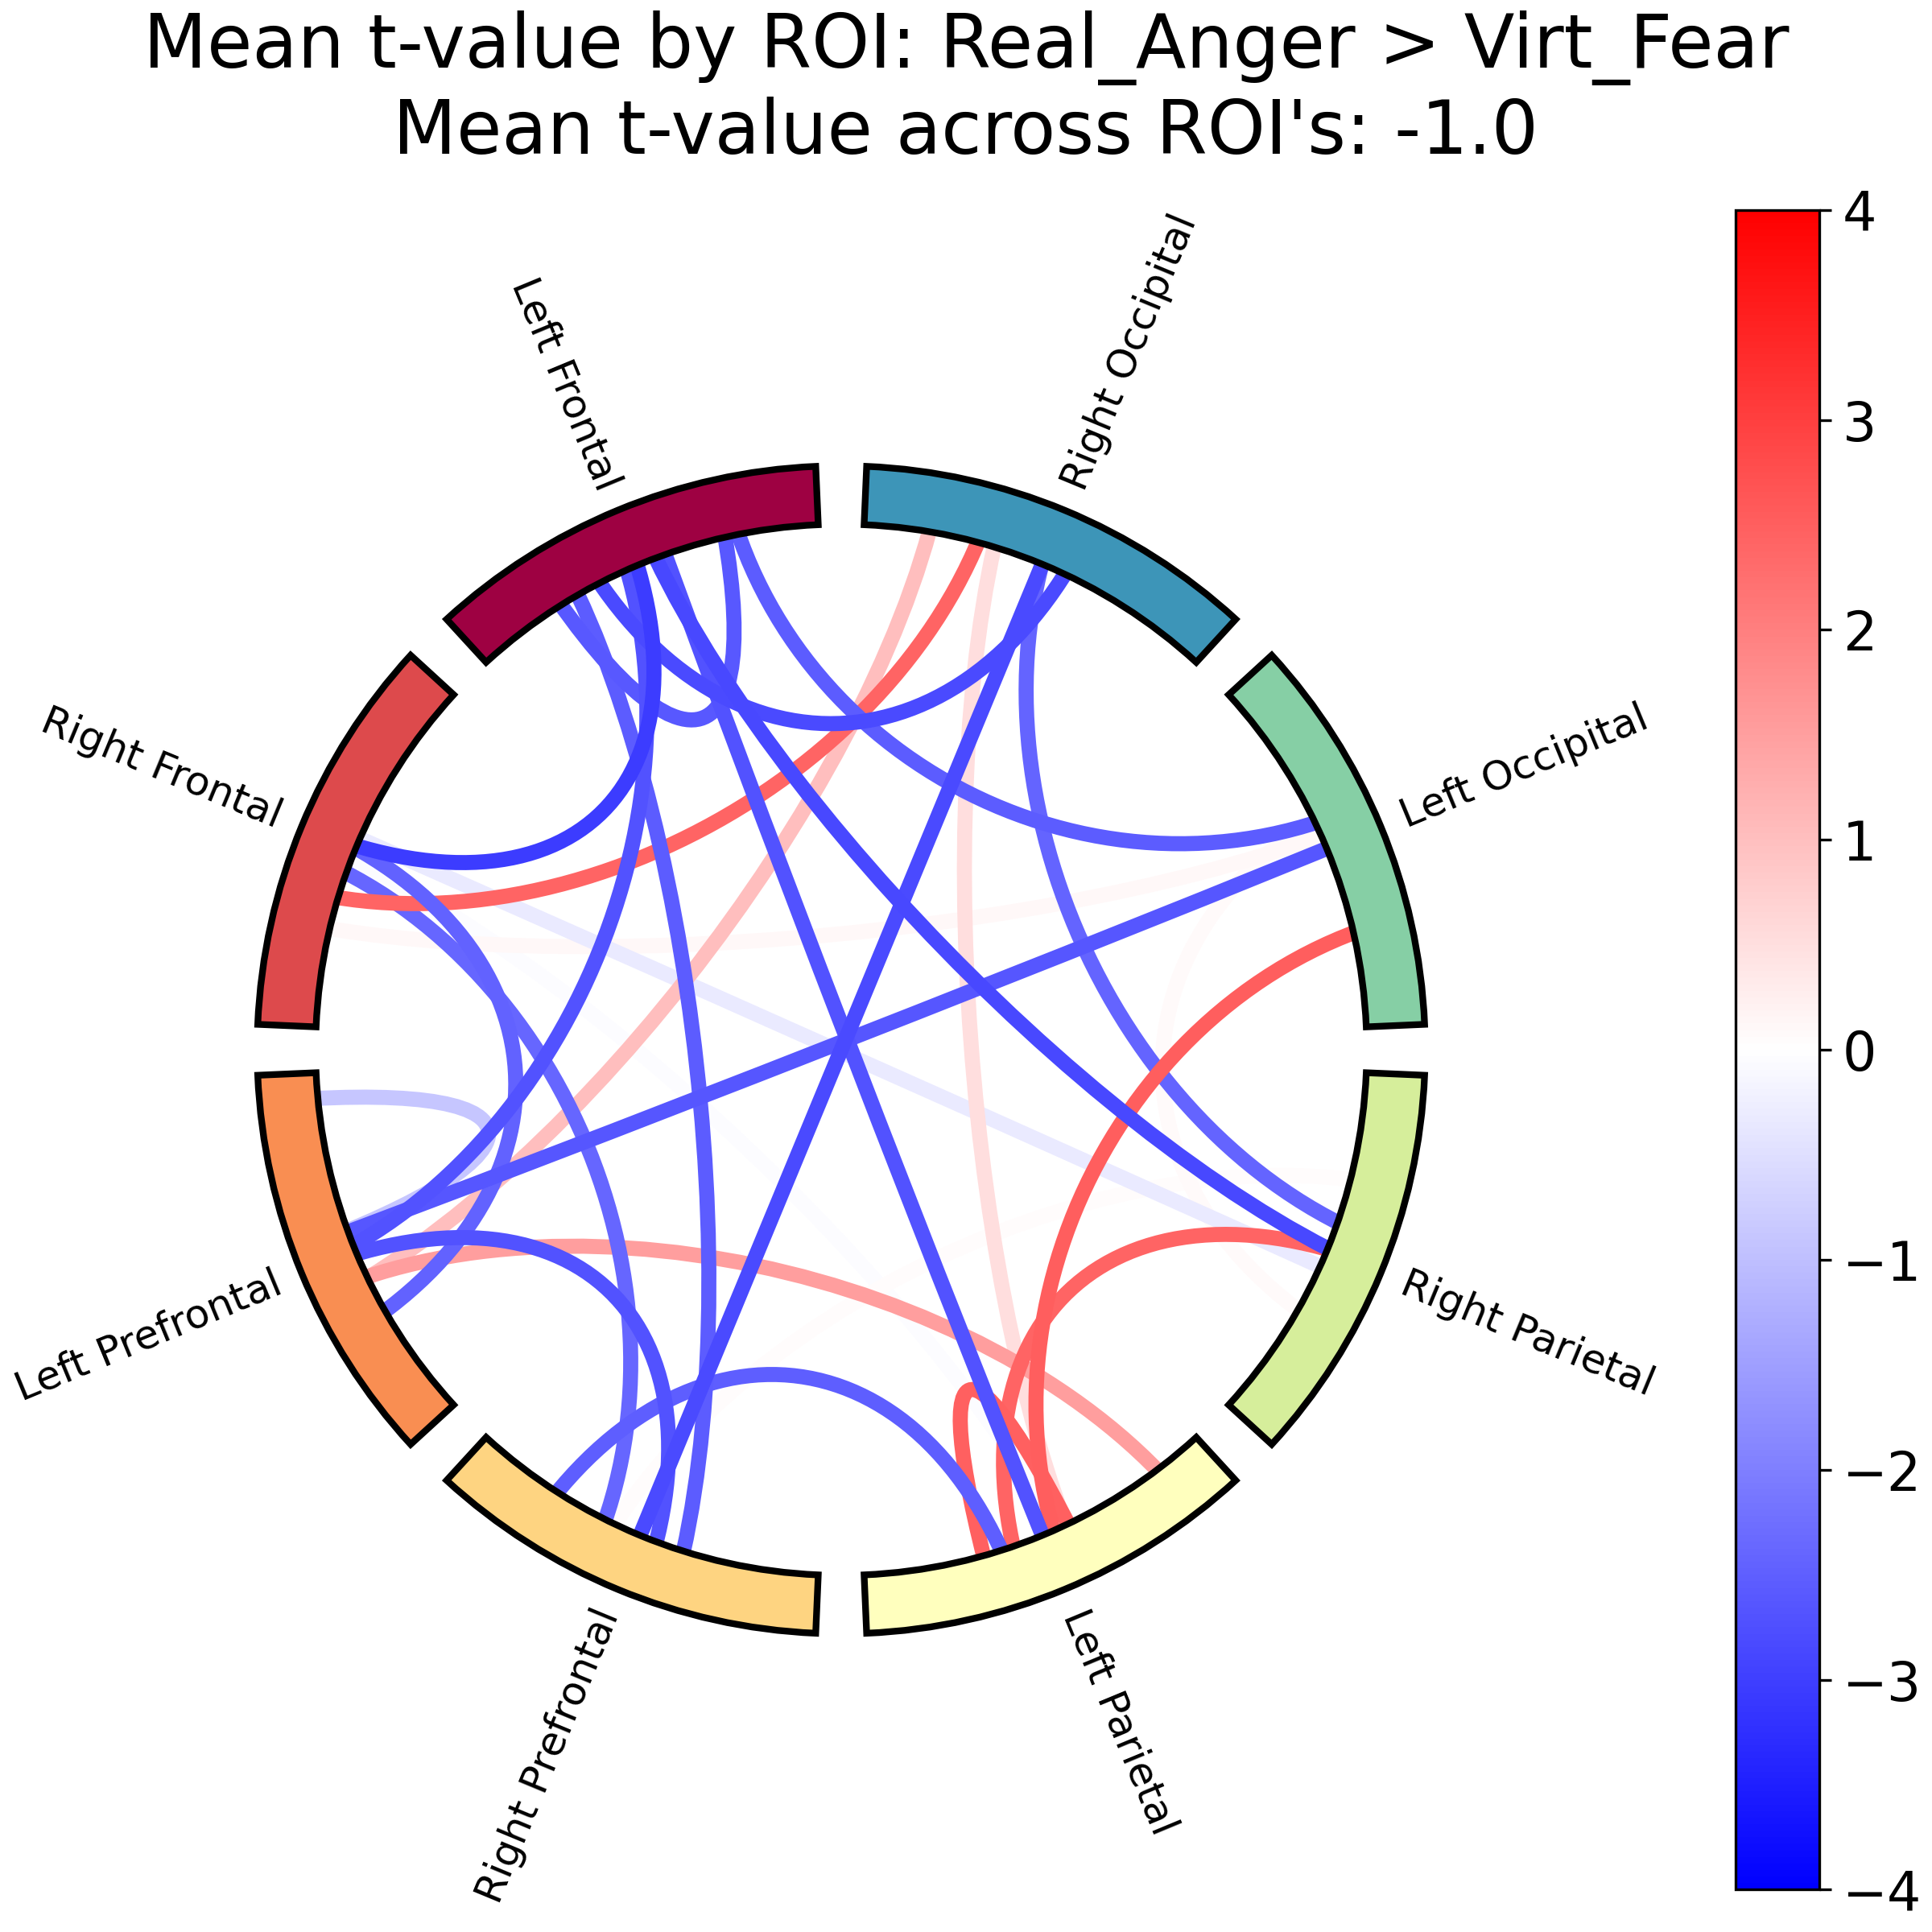 Mean t-value by ROI: Real_Anger > Virt_Fear
Mean t-value across ROI's: -1.0
Left Frontal
Right Occipital
Right Frontal
Left Occipital
Left Prefrontal
Right Parietal
Right Prefrontal
Left Parietal
4
3
2
1
0
−1
−2
−3
−4